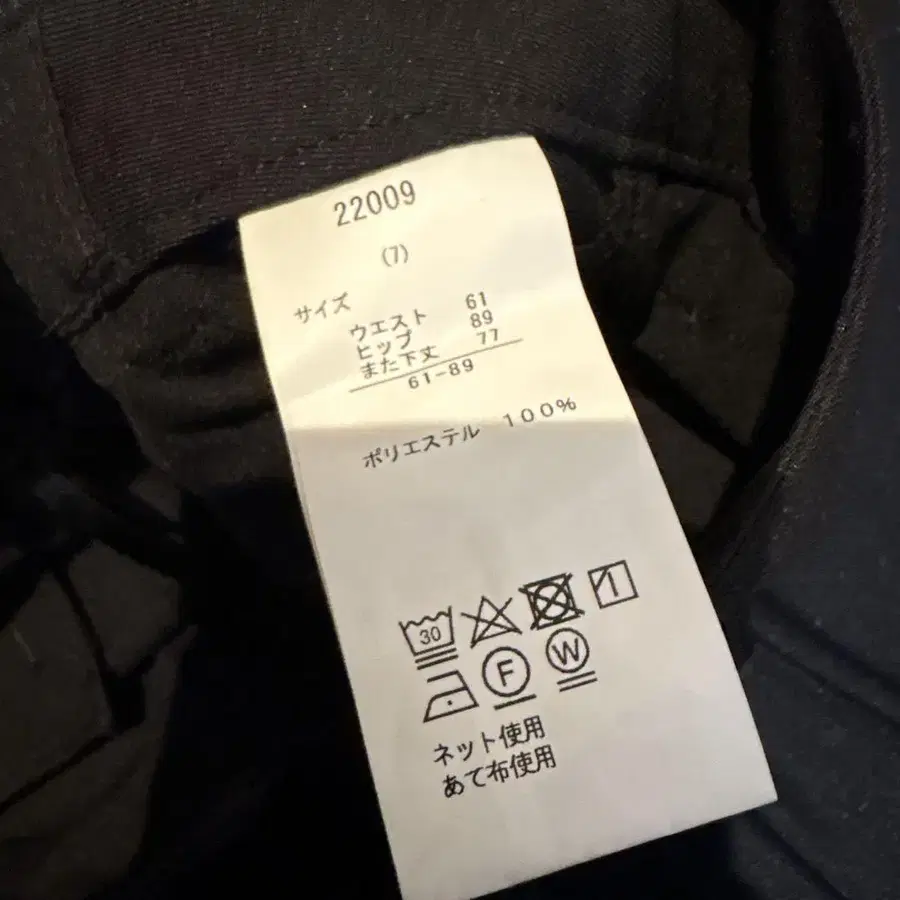 22009
(7)
サイズ
ウエスト 61
ヒップ 89
また下丈 77
61-89
ポリエステル 100%
30
F W
ネット使用
あて布使用